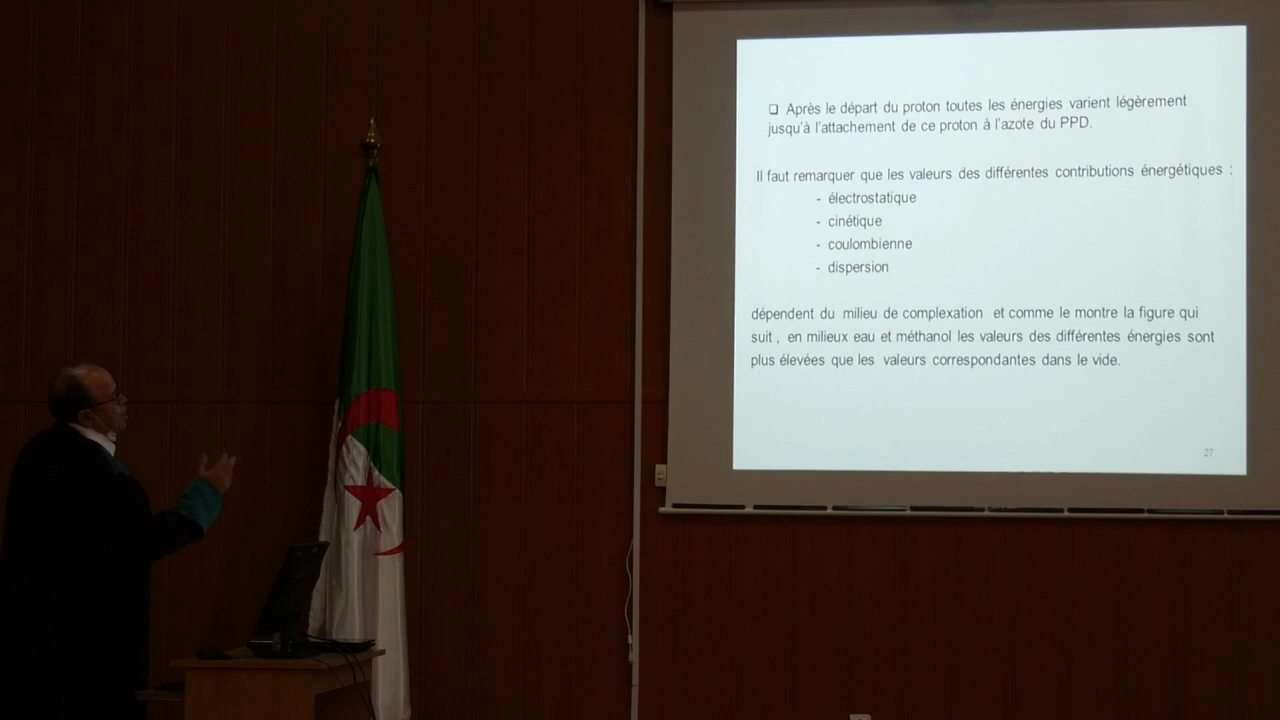 ❑ Après le départ du proton toutes les énergies varient légèrement
jusqu'à l'attachement de ce proton à l'azote du PPD.
Il faut remarquer que les valeurs des différentes contributions énergétiques :
- électrostatique
- cinétique
- coulombienne
- dispersion
dépendent du milieu de complexation et comme le montre la figure qui
suit , en milieux eau et méthanol les valeurs des différentes énergies sont
plus élevées que les valeurs correspondantes dans le vide.
27